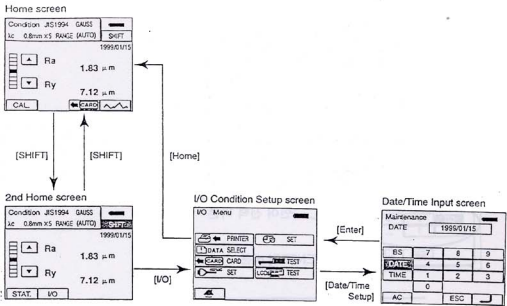 Home screen
Condition JIS1994 GAUSS
λc 0.8mm×5 RANGE (AUTO) SHIFT
1999/01/15
Ra
1.83 μm
Ry
7.12 μm
CAL. CARD
[SHIFT] [SHIFT] [Home]
2nd Home screen
Condition JIS1994 GAUSS
λc 0.8mm×5 RANGE (AUTO)
1999/01/15
Ra
1.83 μm
Ry
7.12 μm
STAT. I/O
[I/O]
I/O Condition Setup screen
I/O Menu
PRINTER SET
DATA SELECT
CARD CARD TEST
SET LCD TEST
[Enter]
[Date/Time Setup]
Date/Time Input screen
Maintenance
DATE 1999/01/15
BS 7 8 9
DATE 4 5 6
TIME 1 2 3
0
AC ESC